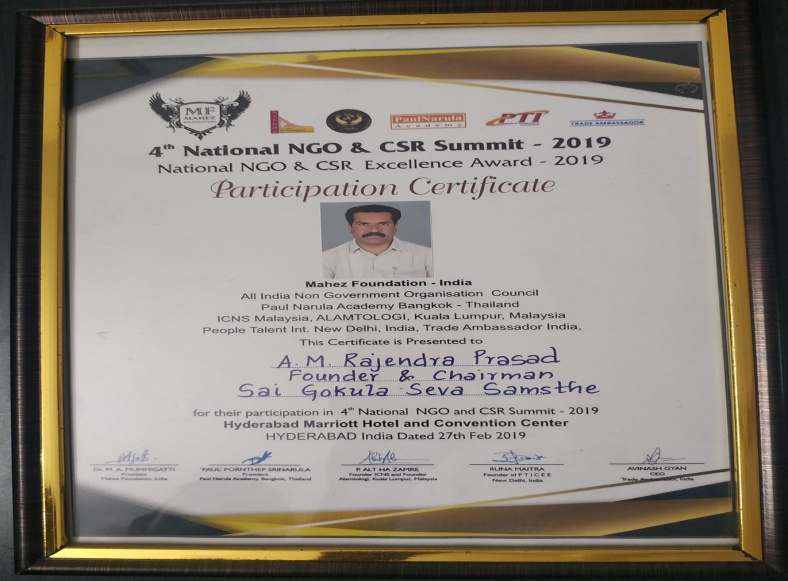 MF
MAHEZ
PaulNarula
Academy
PTI
TRADE AMBASSADOR
4th National NGO & CSR Summit - 2019
National NGO & CSR Excellence Award - 2019
Participation Certificate
Mahez Foundation - India
All India Non Government Organisation Council
Paul Narula Academy Bangkok - Thailand
ICNS Malaysia, ALAMTOLOGI, Kuala Lumpur, Malaysia
People Talent Int. New Delhi, India, Trade Ambassador India,
This Certificate is Presented to
A.M. Rajendra Prasad
Founder & Chairman
Sai Gokula Seva Samsthe
for their participation in 4th National NGO and CSR Summit - 2019
Hyderabad Marriott Hotel and Convention Center
HYDERABAD India Dated 27th Feb 2019
Dr. M. A. MUMMIGATTI
President
Mahez Foundation, India
'PAUL' PORNTHEP SRINARULA
President
Paul Narula Academy, Bangkok, Thailand
P. ALT HA ZAMRE
Founder ICNS and Founder
Alamtologi, Kuala Lumpur, Malaysia
RUNA MAITRA
Founder of P T I C E E
New Delhi, India
AVINASH GYAN
CEO
Trade Ambassador, India